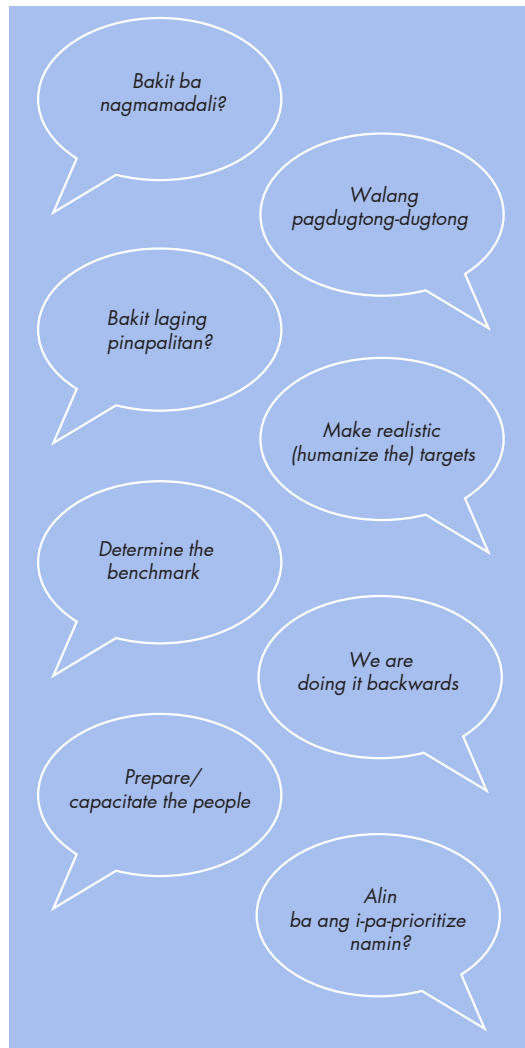 Bakit ba
nagmamadali?
Walang
pagdugtong-dugtong
Bakit laging
pinapalitan?
Make realistic
(humanize the) targets
Determine the
benchmark
We are
doing it backwards
Prepare/
capacitate the people
Alin
ba ang i-pa-prioritize
namin?